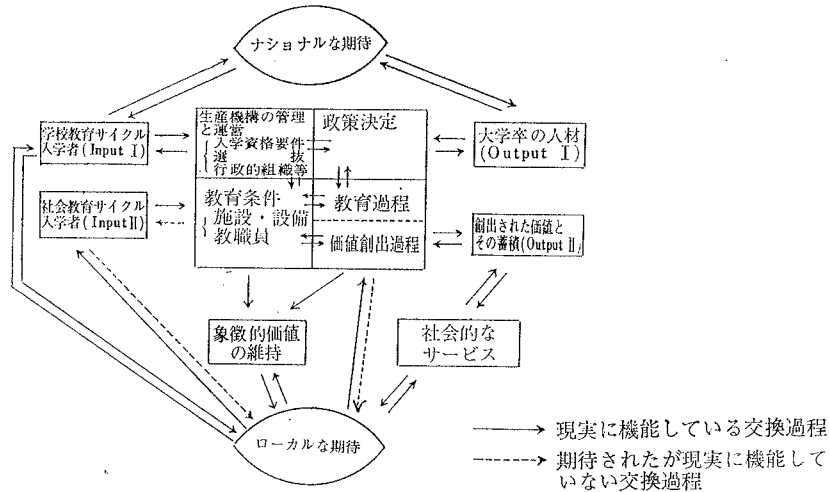 ナショナルな期待
学校教育サイクル
入学者(Input Ⅰ)
生産機構の管理
と運営
入学資格要件
選抜
行政的組織等
政策決定
大学卒の人材
(Output Ⅰ)
社会教育サイクル
入学者(Input Ⅱ)
教育条件
施設・設備
教職員
教育過程
価値創出過程
創出された価値と
その蓄積(Output Ⅱ)
象徴的価値
の維持
社会的な
サービス
ローカルな期待
現実に機能している交換過程
期待されたが現実に機能して
いない交換過程